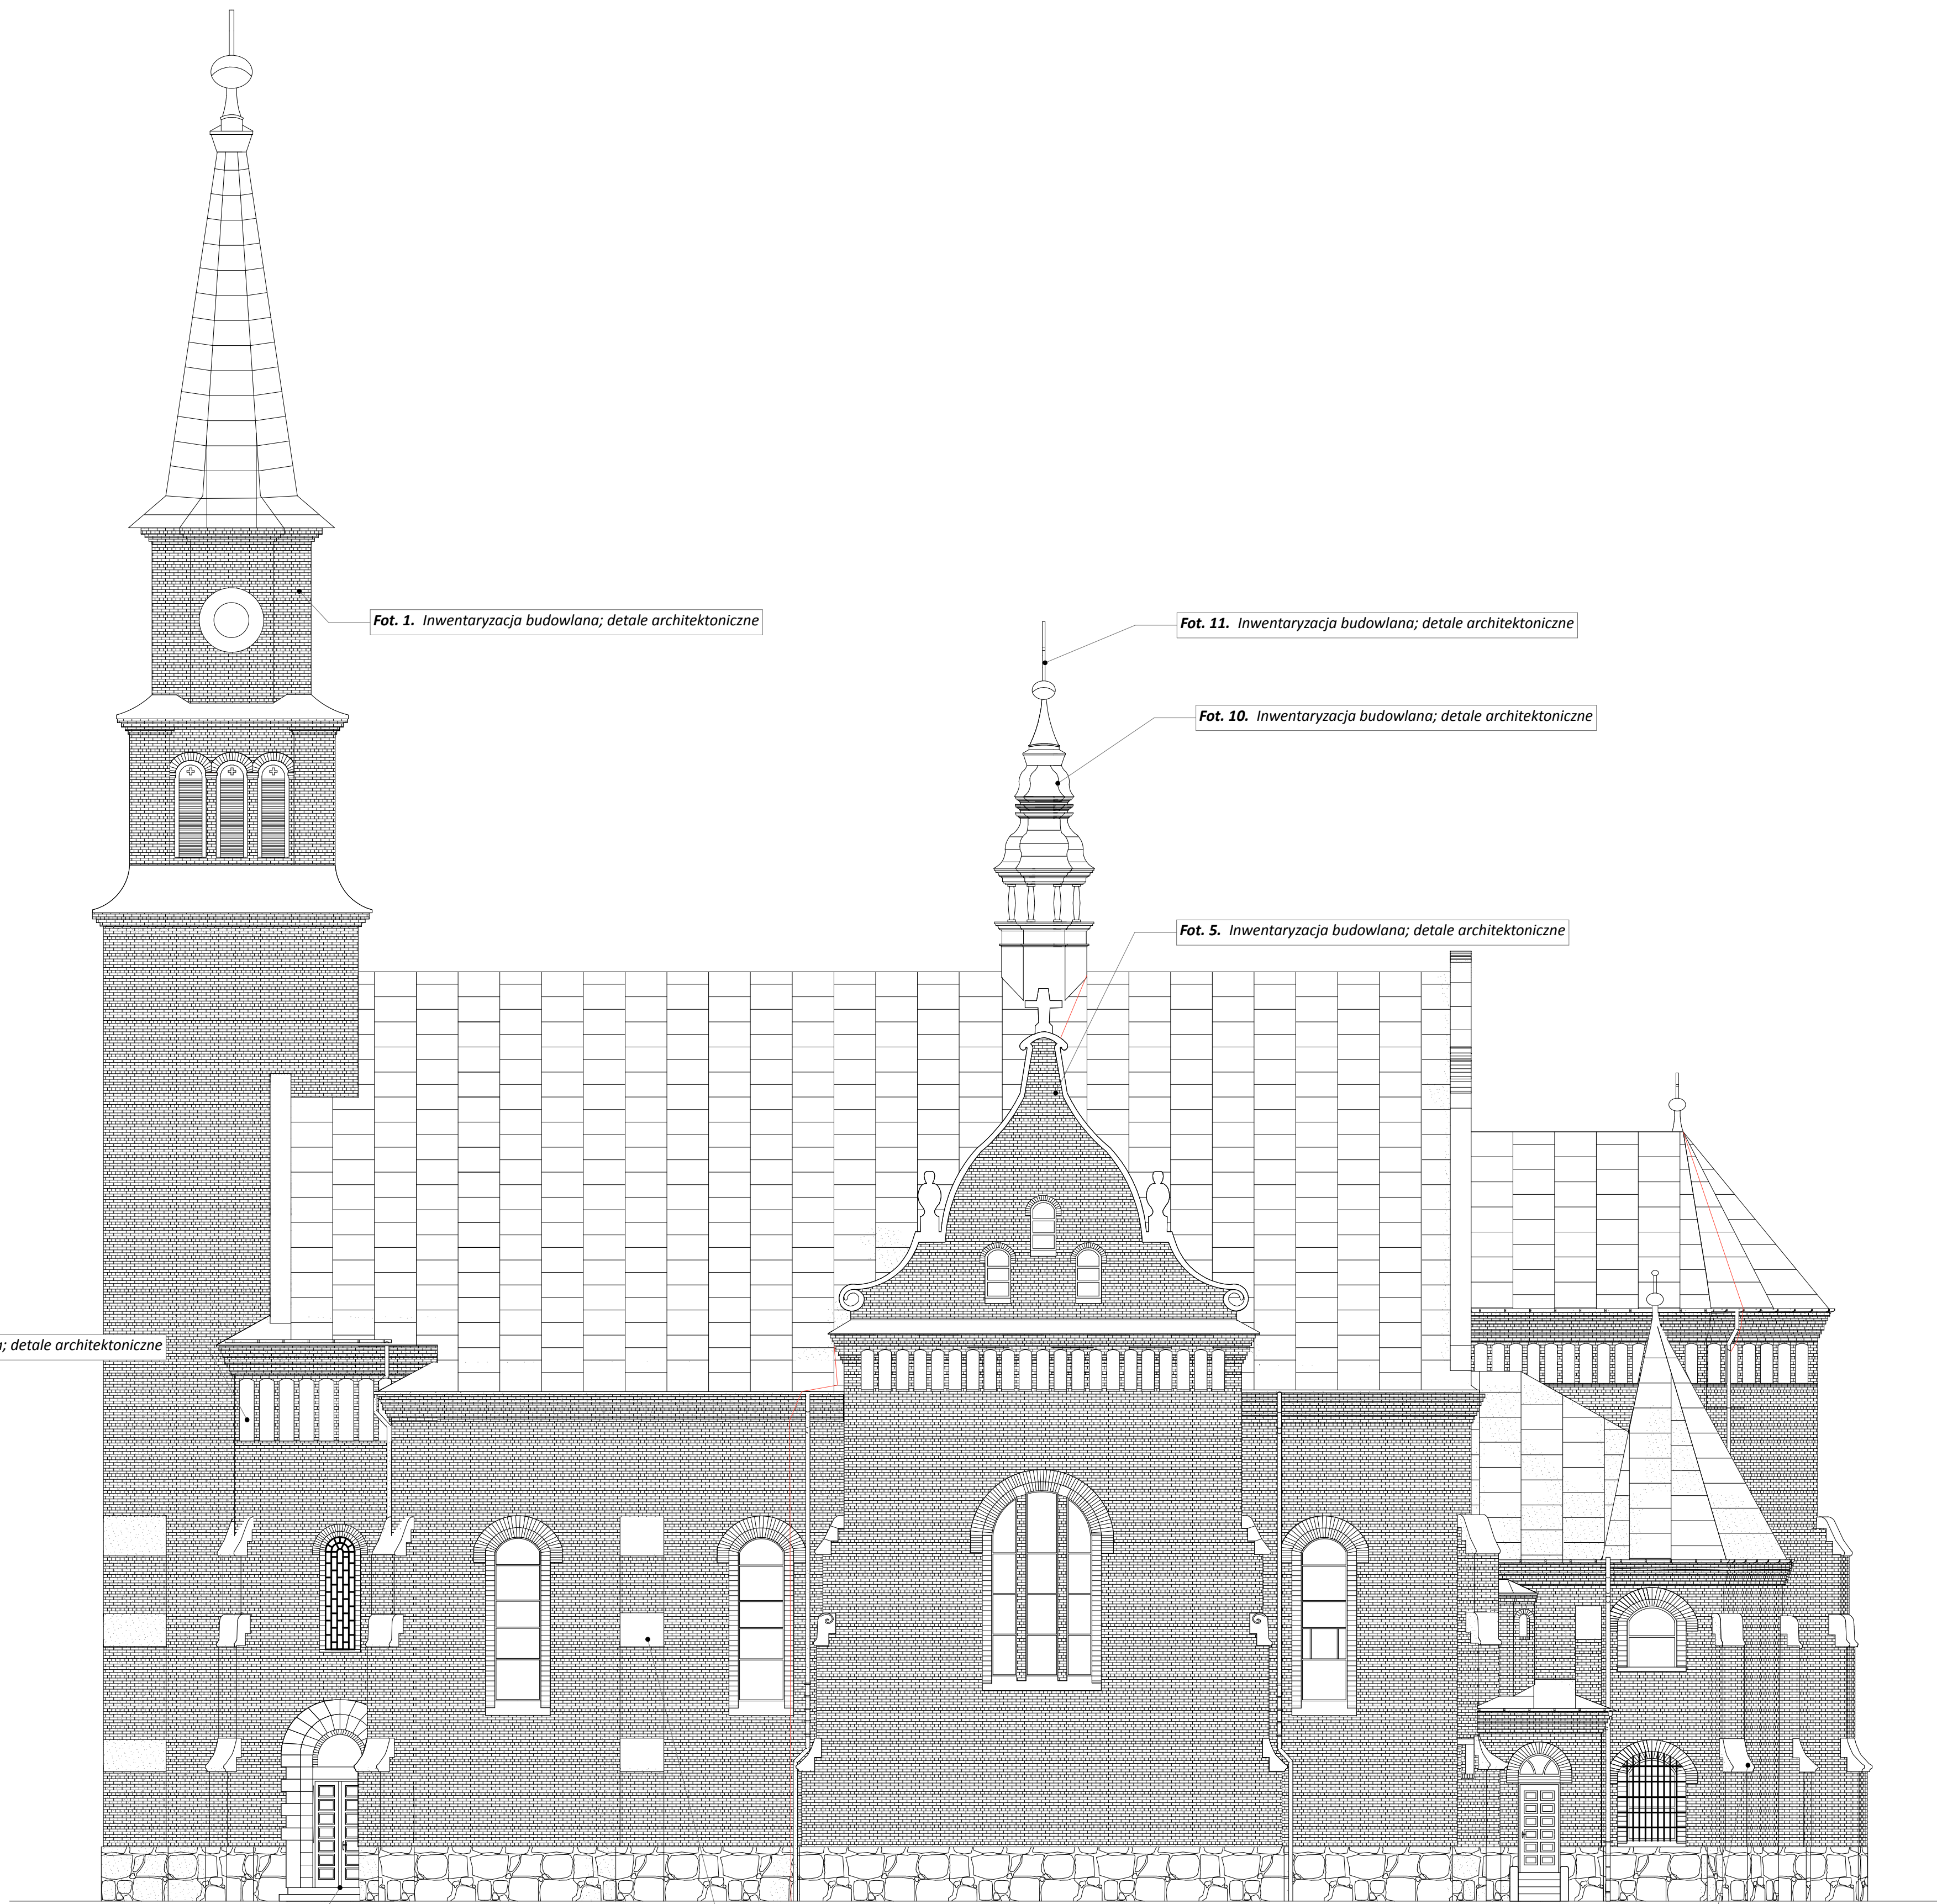 Fot. 1. Inwentaryzacja budowlana; detale architektoniczne
Fot. 11. Inwentaryzacja budowlana; detale architektoniczne
Fot. 10. Inwentaryzacja budowlana; detale architektoniczne
Fot. 5. Inwentaryzacja budowlana; detale architektoniczne
; detale architektoniczne